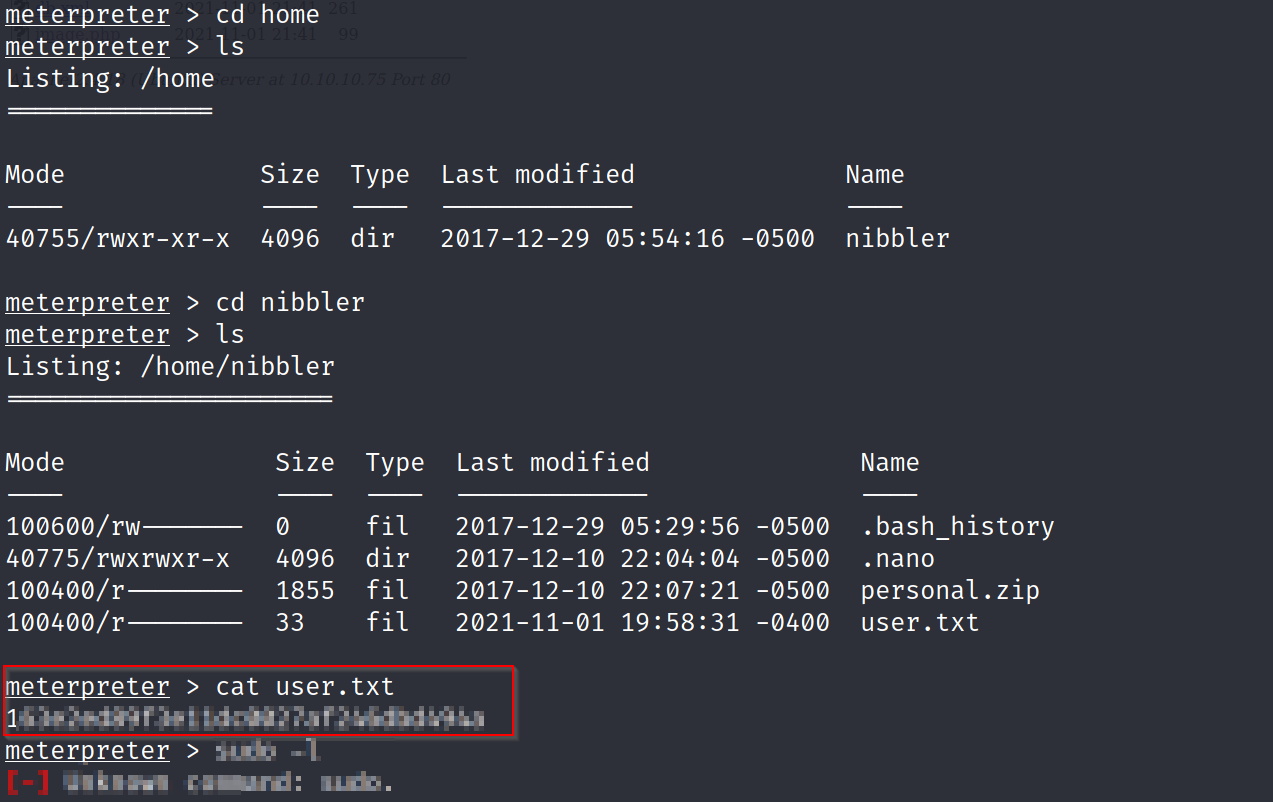 meterpreter > cd home
meterpreter > ls
Listing: /home
==============
Mode Size Type Last modified Name
---- ---- ---- ------------- ----
40755/rwxr-xr-x 4096 dir 2017-12-29 05:54:16 -0500 nibbler
meterpreter > cd nibbler
meterpreter > ls
Listing: /home/nibbler
======================
Mode Size Type Last modified Name
---- ---- ---- ------------- ----
100600/rw------- 0 fil 2017-12-29 05:29:56 -0500 .bash_history
40775/rwxrwxr-x 4096 dir 2017-12-10 22:04:04 -0500 .nano
100400/r-------- 1855 fil 2017-12-10 22:07:21 -0500 personal.zip
100400/r-------- 33 fil 2021-11-01 19:58:31 -0400 user.txt
meterpreter > cat user.txt
meterpreter >
[-]